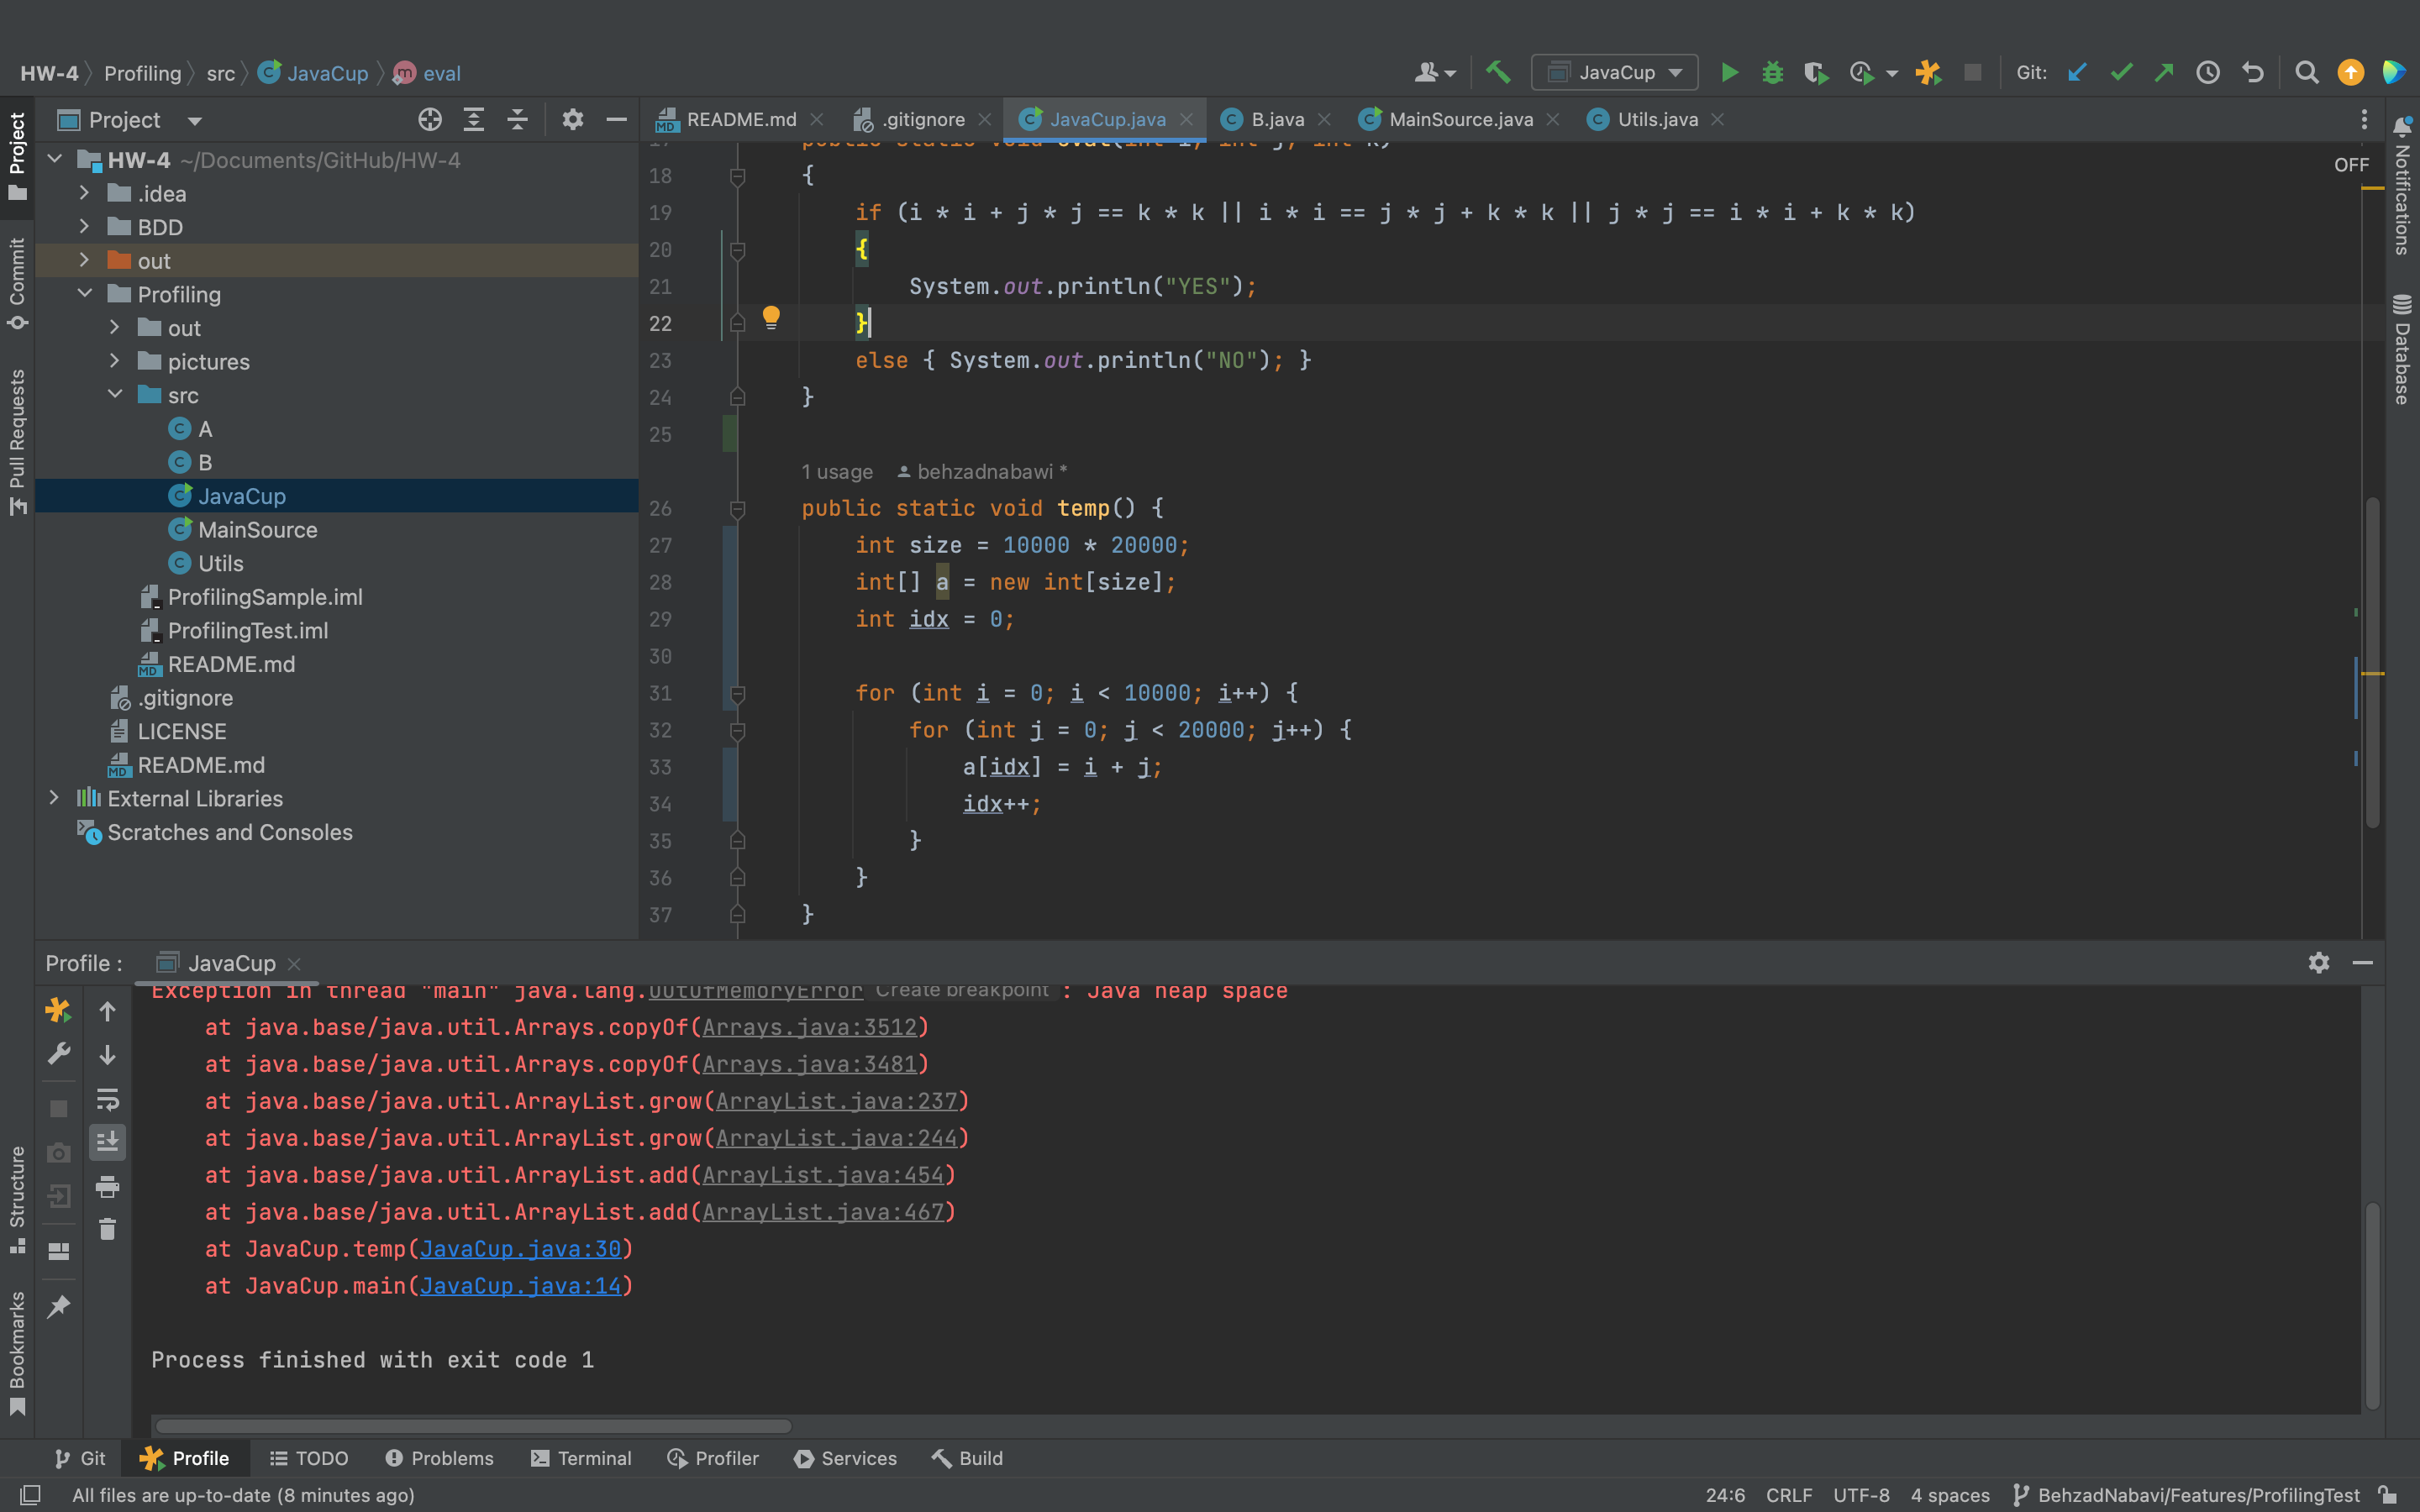 HW-4 Profiling src JavaCup eval
JavaCup Git:
Project
README.md .gitignore JavaCup.java B.java MainSource.java Utils.java
HW-4 ~/Documents/GitHub/HW-4
.idea
BDD
out
Profiling
out
pictures
src
A
B
JavaCup
MainSource
Utils
ProfilingSample.iml
ProfilingTest.iml
README.md
.gitignore
LICENSE
README.md
External Libraries
Scratches and Consoles
Project
Commit
Pull Requests
Structure
Bookmarks
OFF
Notifications
Database
17 public static void eval(int i, int j, int k)
18 {
19 if (i * i + j * j == k * k || i * i == j * j + k * k || j * j == i * i + k * k)
20 {
21 System.out.println("YES");
22 }
23 else { System.out.println("NO"); }
24 }
25
1 usage behzadnabawi *
26 public static void temp() {
27 int size = 10000 * 20000;
28 int[] a = new int[size];
29 int idx = 0;
30
31 for (int i = 0; i < 10000; i++) {
32 for (int j = 0; j < 20000; j++) {
33 a[idx] = i + j;
34 idx++;
35 }
36 }
37 }
Profile : JavaCup
Exception in thread "main" java.lang.OutOfMemoryError Create breakpoint : Java heap space
at java.base/java.util.Arrays.copyOf(Arrays.java:3512)
at java.base/java.util.Arrays.copyOf(Arrays.java:3481)
at java.base/java.util.ArrayList.grow(ArrayList.java:237)
at java.base/java.util.ArrayList.grow(ArrayList.java:244)
at java.base/java.util.ArrayList.add(ArrayList.java:454)
at java.base/java.util.ArrayList.add(ArrayList.java:467)
at JavaCup.temp(JavaCup.java:30)
at JavaCup.main(JavaCup.java:14)
Process finished with exit code 1
Git Profile TODO Problems Terminal Profiler Services Build
All files are up-to-date (8 minutes ago) 24:6 CRLF UTF-8 4 spaces BehzadNabavi/Features/ProfilingTest